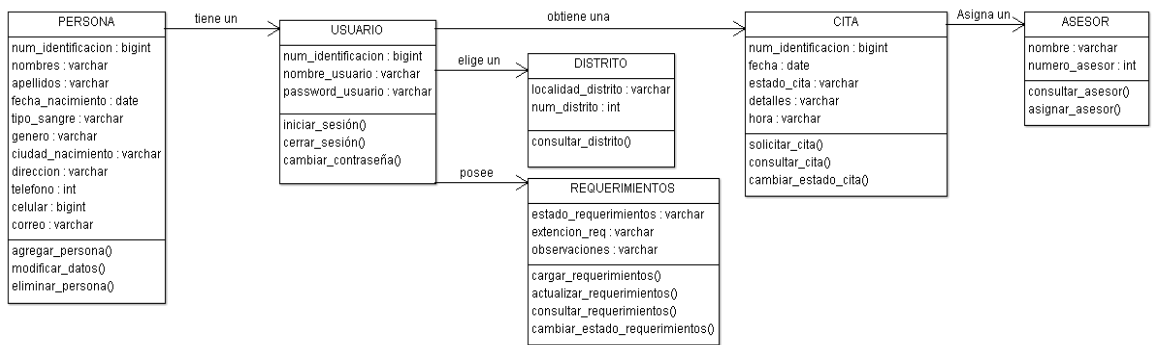 PERSONA
num_identificacion : bigint
nombres : varchar
apellidos : varchar
fecha_nacimiento : date
tipo_sangre : varchar
genero : varchar
ciudad_nacimiento : varchar
direccion : varchar
telefono : int
celular : bigint
correo : varchar
agregar_persona()
modificar_datos()
eliminar_persona()
tiene un
USUARIO
num_identificacion : bigint
nombre_usuario : varchar
password_usuario : varchar
iniciar_sesión()
cerrar_sesión()
cambiar_contraseña()
obtiene una
elige un
posee
DISTRITO
localidad_distrito : varchar
num_distrito : int
consultar_distrito()
REQUERIMIENTOS
estado_requerimientos : varchar
extencion_req : varchar
observaciones : varchar
cargar_requerimientos()
actualizar_requerimientos()
consultar_requerimientos()
cambiar_estado_requerimientos()
CITA
num_identificacion : bigint
fecha : date
estado_cita : varchar
detalles : varchar
hora : varchar
solicitar_cita()
consultar_cita()
cambiar_estado_cita()
Asigna un
ASESOR
nombre : varchar
numero_asesor : int
consultar_asesor()
asignar_asesor()